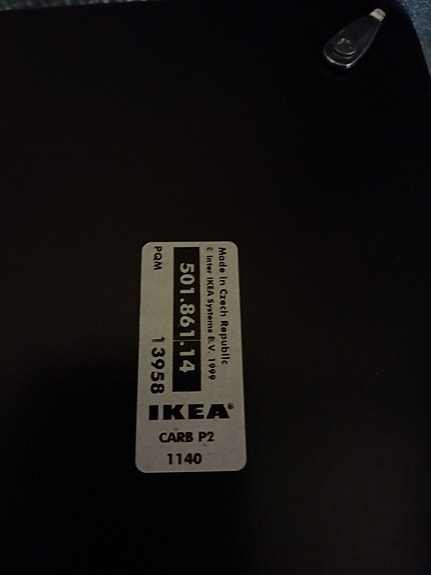 Made in Czech Republic
© Inter IKEA Systems B.V. 1999
501.861.14
PQM 13958
IKEA®
CARB P2
1140